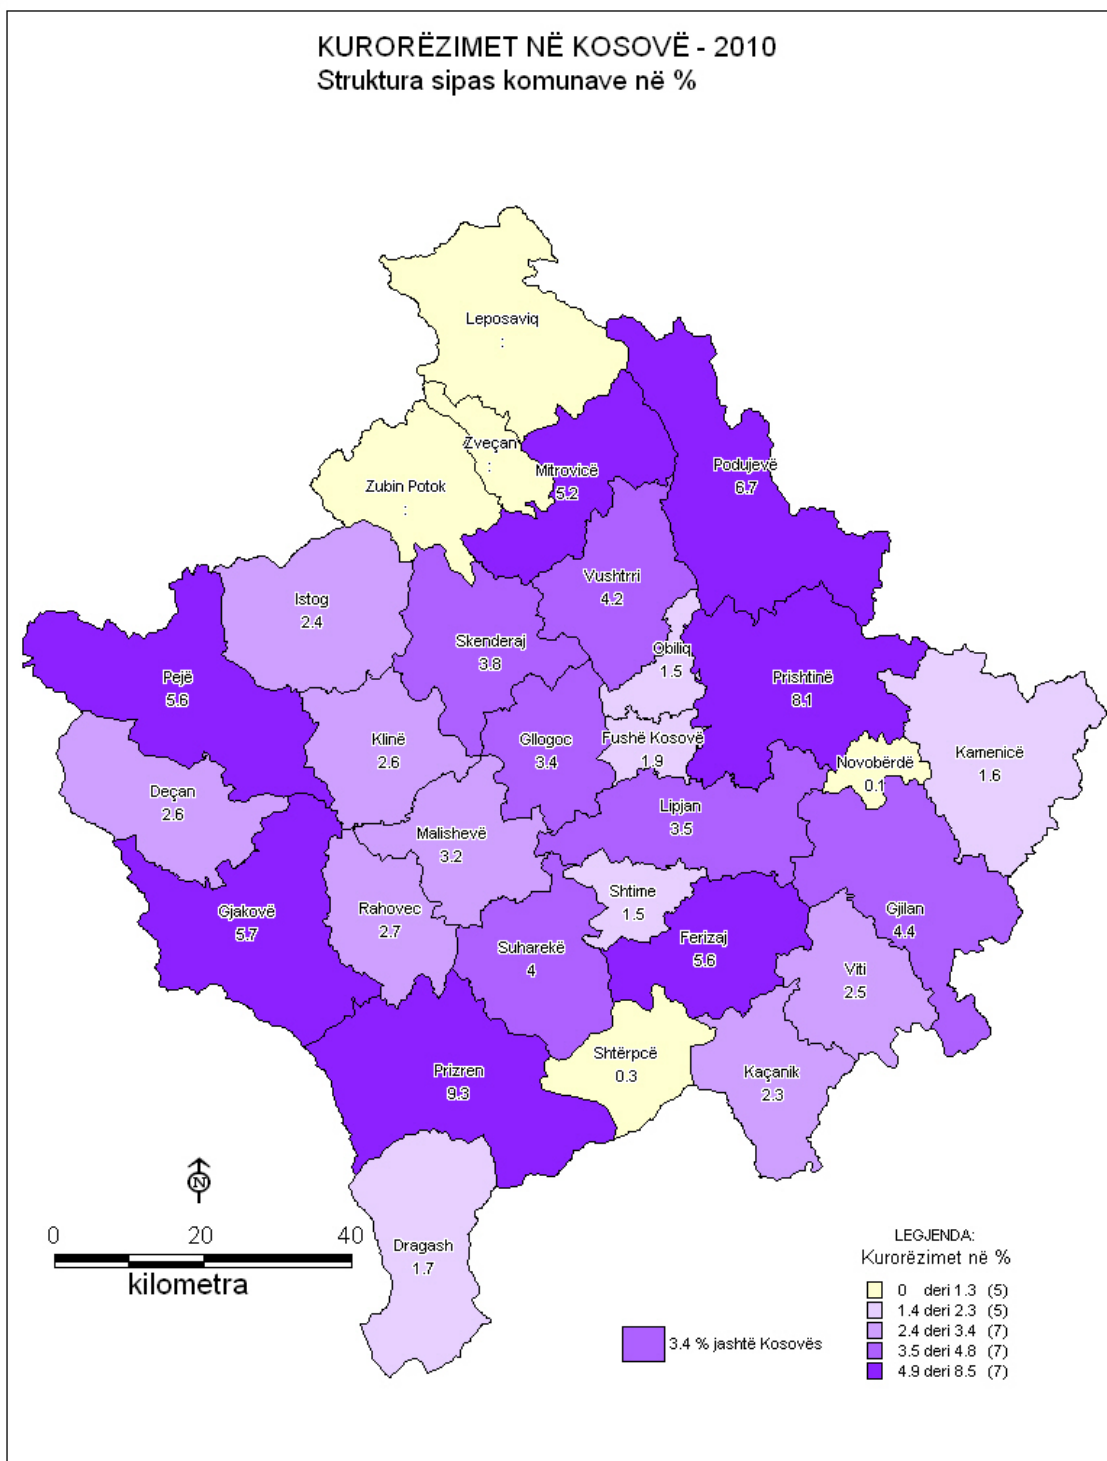 KURORËZIMET NË KOSOVË - 2010
Struktura sipas komunave në %
Leposaviq
:
Zveçan
:
Zubin Potok
:
Mitrovicë
5.2
Podujevë
6.7
Vushtrri
4.2
Istog
2.4
Skenderaj
3.8
Obiliq
1.5
Pejë
5.6
Prishtinë
8.1
Klinë
2.6
Gllogoc
3.4
Fushë Kosovë
1.9
Novobërdë
0.1
Kamenicë
1.6
Deçan
2.6
Malishevë
3.2
Lipjan
3.5
Gjakovë
5.7
Rahovec
2.7
Shtime
1.5
Gjilan
4.4
Suharekë
4
Ferizaj
5.6
Viti
2.5
Shtërpcë
0.3
Prizren
9.3
Kaçanik
2.3
Dragash
1.7
N
0 20 40
kilometra
3.4 % jashtë Kosovës
LEGJENDA:
Kurorëzimet në %
0 deri 1.3 (5)
1.4 deri 2.3 (5)
2.4 deri 3.4 (7)
3.5 deri 4.8 (7)
4.9 deri 8.5 (7)